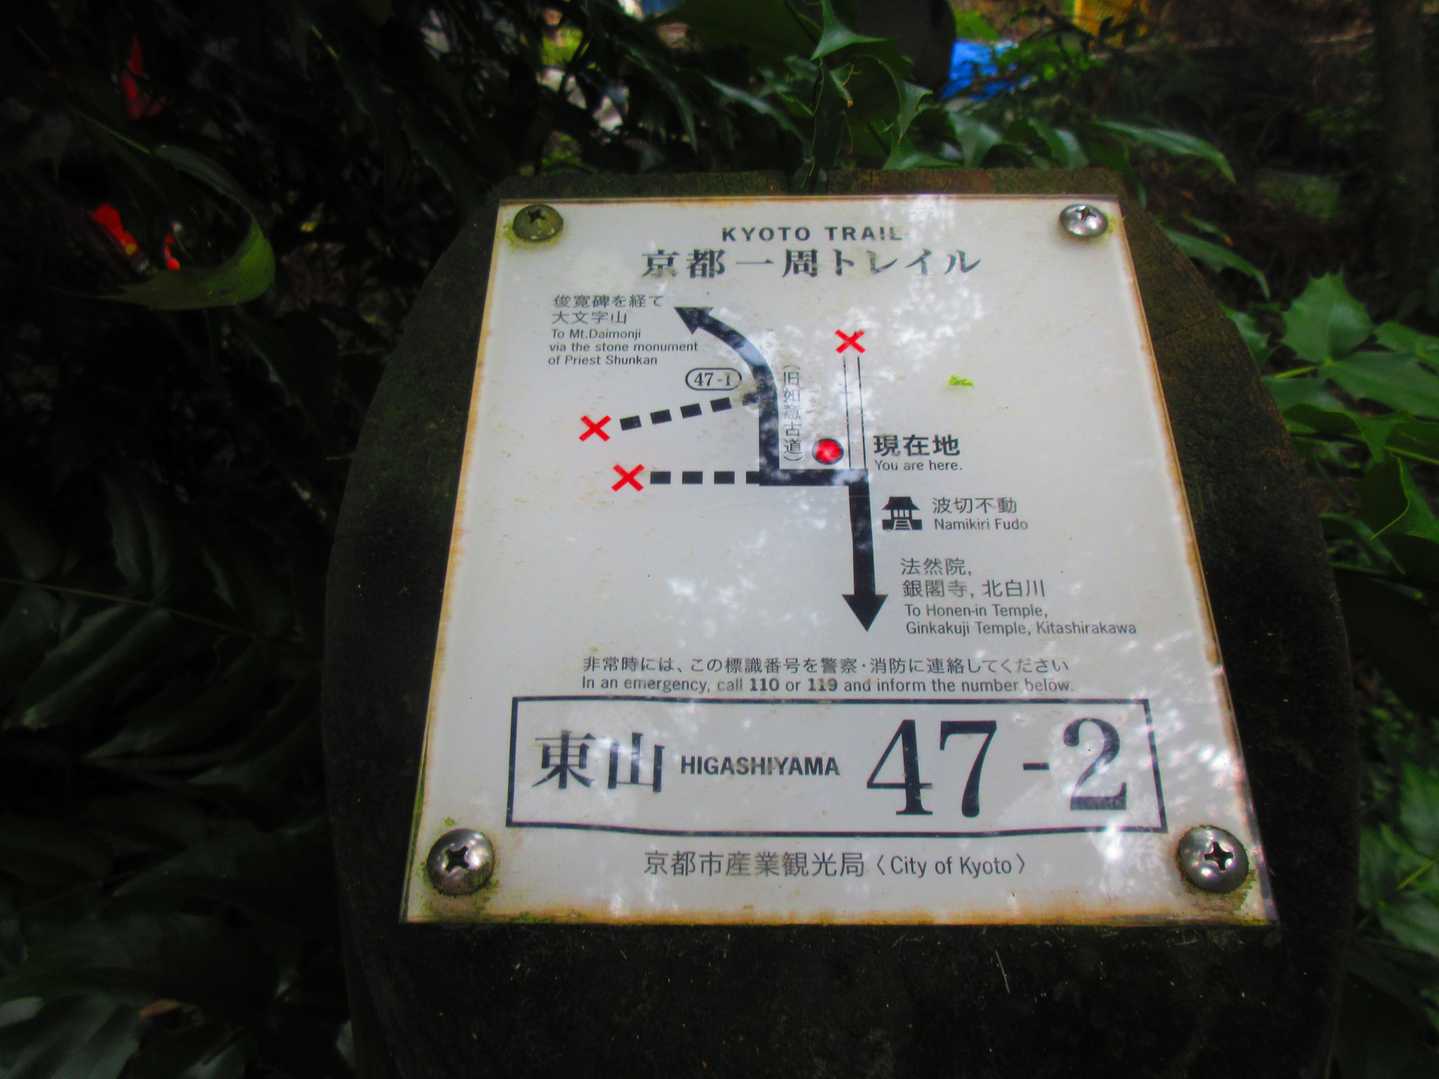 KYOTO TRAIL
京都一周トレイル
俊寛碑を経て
大文字山
To Mt.Daimonji
via the stone monument
of Priest Shunkan
47-1
(旧如意古道)
現在地
You are here.
波切不動
Namikiri Fudo
法然院,
銀閣寺, 北白川
To Honen-in Temple,
Ginkakuji Temple, Kitashirakawa
非常時には、この標識番号を警察・消防に連絡してください
In an emergency, call 110 or 119 and inform the number below.
東山 HIGASHIYAMA 47-2
京都市産業観光局〈City of Kyoto〉